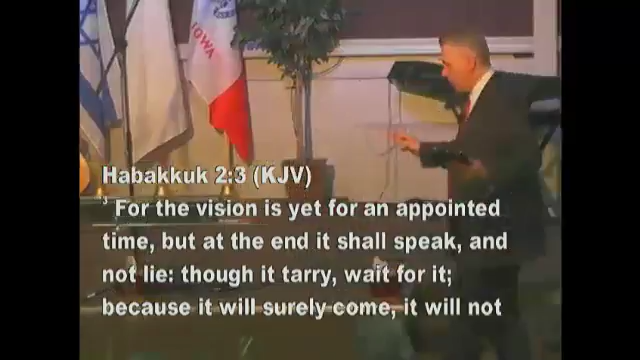 IOWA
Habakkuk 2:3 (KJV)
3 For the vision is yet for an appointed
time, but at the end it shall speak, and
not lie: though it tarry, wait for it;
because it will surely come, it will not